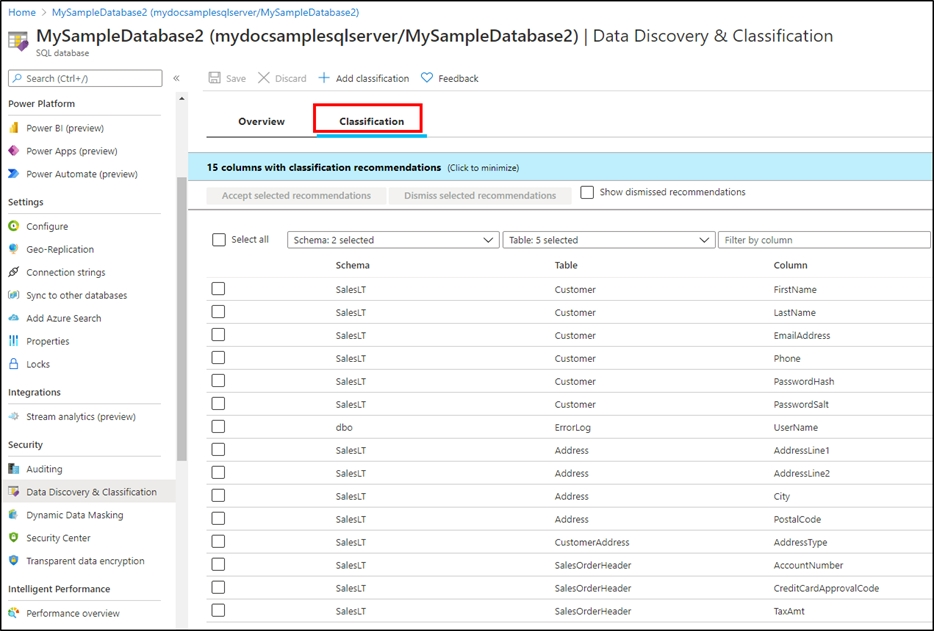 Home > MySampleDatabase2 (mydocsamplesqlserver/MySampleDatabase2)
MySampleDatabase2 (mydocsamplesqlserver/MySampleDatabase2) | Data Discovery & Classification
SQL database
Search (Ctrl+/)
«
Save
Discard
Add classification
Feedback
Power Platform
Power BI (preview)
Power Apps (preview)
Power Automate (preview)
Settings
Configure
Geo-Replication
Connection strings
Sync to other databases
Add Azure Search
Properties
Locks
Integrations
Stream analytics (preview)
Security
Auditing
Data Discovery & Classification
Dynamic Data Masking
Security Center
Transparent data encryption
Intelligent Performance
Performance overview
Overview
Classification
15 columns with classification recommendations (Click to minimize)
Accept selected recommendations
Dismiss selected recommendations
Show dismissed recommendations
Select all
Schema: 2 selected
Table: 5 selected
Filter by column
Schema Table Column
SalesLT Customer FirstName
SalesLT Customer LastName
SalesLT Customer EmailAddress
SalesLT Customer Phone
SalesLT Customer PasswordHash
SalesLT Customer PasswordSalt
dbo ErrorLog UserName
SalesLT Address AddressLine1
SalesLT Address AddressLine2
SalesLT Address City
SalesLT Address PostalCode
SalesLT CustomerAddress AddressType
SalesLT SalesOrderHeader AccountNumber
SalesLT SalesOrderHeader CreditCardApprovalCode
SalesLT SalesOrderHeader TaxAmt